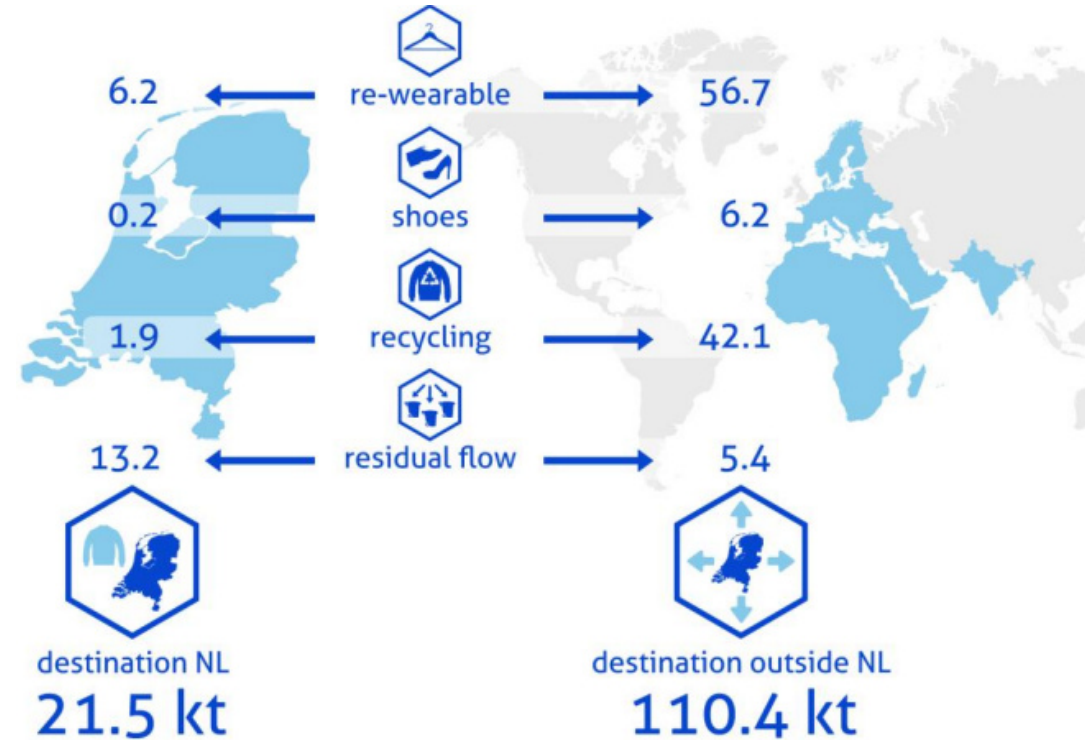 6.2 re-wearable 56.7
0.2 shoes 6.2
1.9 recycling 42.1
13.2 residual flow 5.4
destination NL
21.5 kt
destination outside NL
110.4 kt